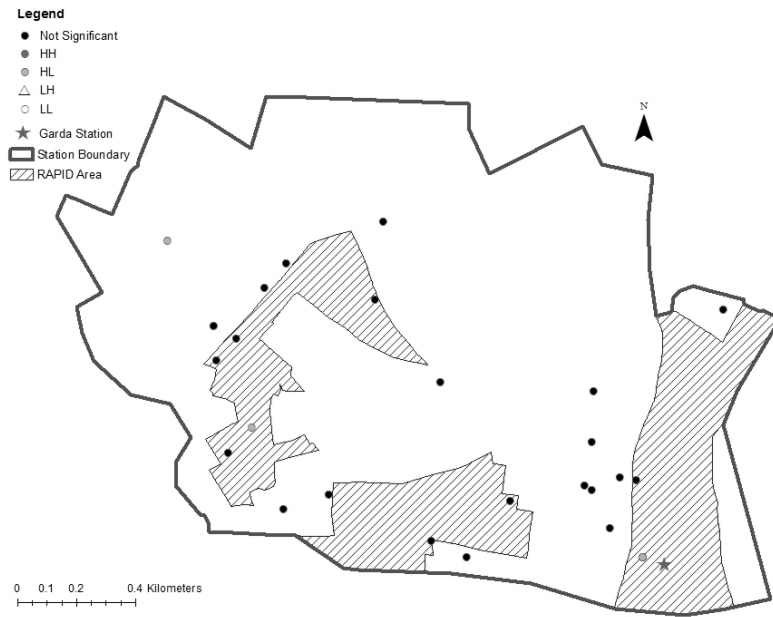 Legend
Not Significant
HH
HL
LH
LL
Garda Station
Station Boundary
RAPID Area
N
0 0.1 0.2 0.4 Kilometers